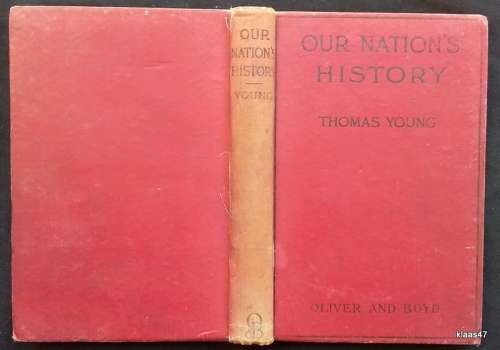 OUR
NATION'S
HISTORY
YOUNG
OB
OUR NATION'S
HISTORY
THOMAS YOUNG
OLIVER AND BOYD
klaas47